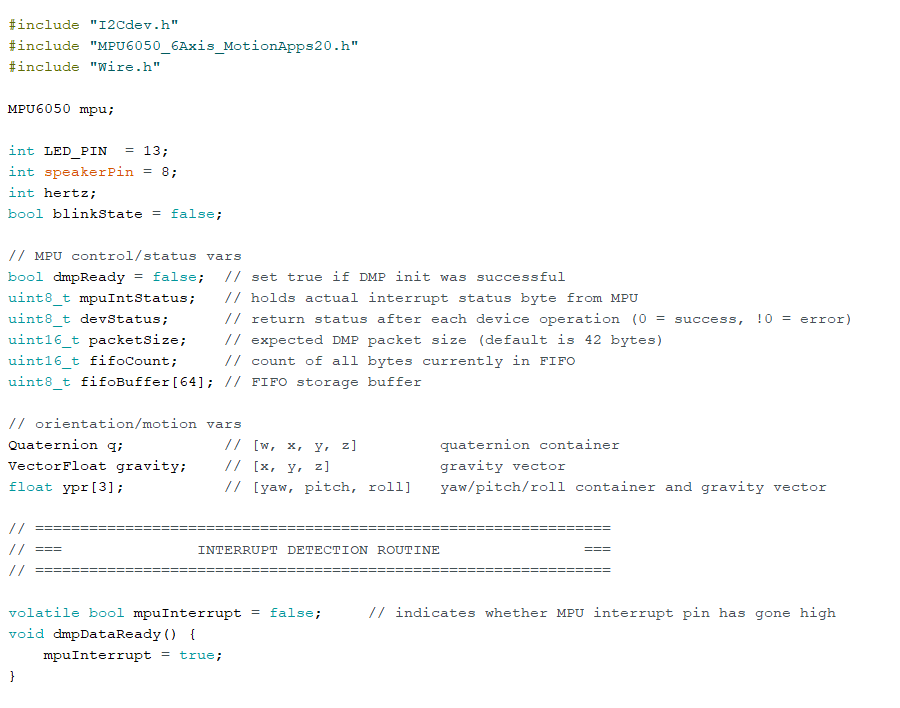 #include "I2Cdev.h"
#include "MPU6050_6Axis_MotionApps20.h"
#include "Wire.h"

MPU6050 mpu;

int LED_PIN  = 13;
int speakerPin = 8;
int hertz;
bool blinkState = false;

// MPU control/status vars
bool dmpReady = false;  // set true if DMP init was successful
uint8_t mpuIntStatus;   // holds actual interrupt status byte from MPU
uint8_t devStatus;      // return status after each device operation (0 = success, !0 = error)
uint16_t packetSize;    // expected DMP packet size (default is 42 bytes)
uint16_t fifoCount;     // count of all bytes currently in FIFO
uint8_t fifoBuffer[64]; // FIFO storage buffer

// orientation/motion vars
Quaternion q;           // [w, x, y, z]         quaternion container
VectorFloat gravity;    // [x, y, z]            gravity vector
float ypr[3];           // [yaw, pitch, roll]   yaw/pitch/roll container and gravity vector

// ================================================================
// ===               INTERRUPT DETECTION ROUTINE                ===
// ================================================================

volatile bool mpuInterrupt = false;     // indicates whether MPU interrupt pin has gone high
void dmpDataReady() {
    mpuInterrupt = true;
}